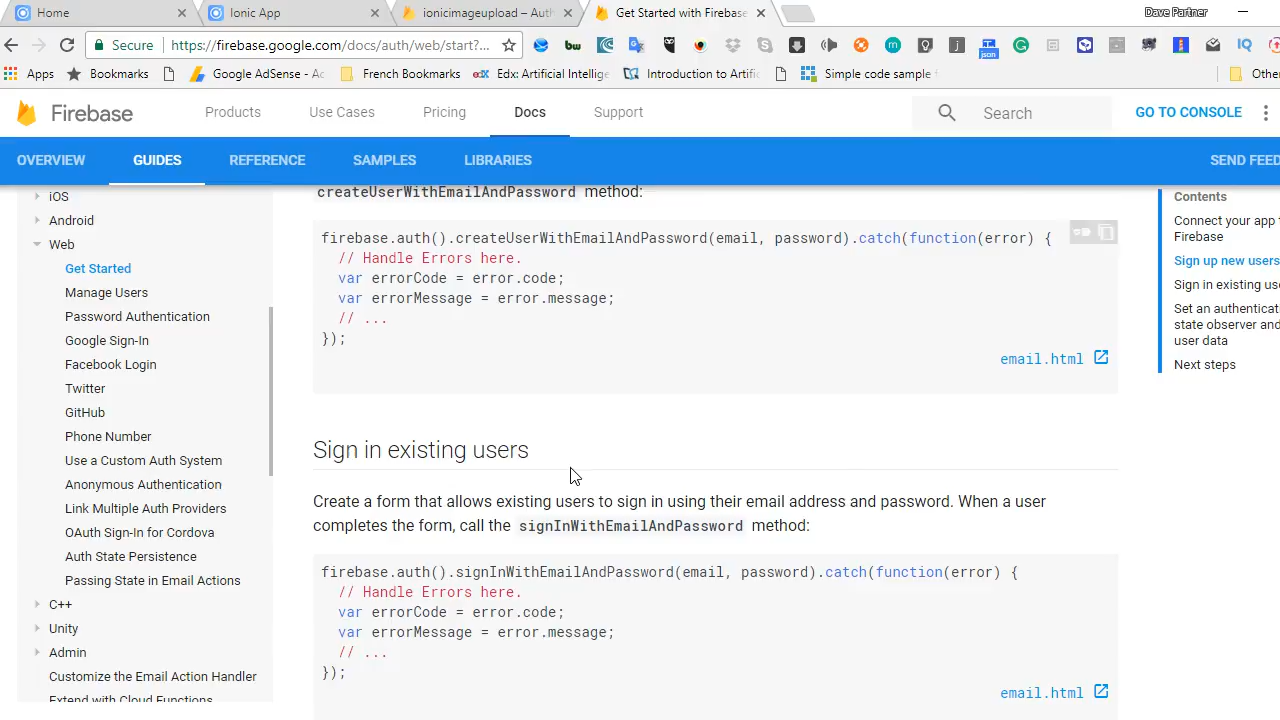 Home
Ionic App
ionicimageupload – Auth
Get Started with Firebase
Dave Partner
Secure
https://firebase.google.com/docs/auth/web/start?...
Apps
Bookmarks
Google AdSense - Ac
French Bookmarks
Edx: Artificial Intellige
Introduction to Artific
Simple code sample
Other
Firebase
Products
Use Cases
Pricing
Docs
Support
Search
GO TO CONSOLE
OVERVIEW
GUIDES
REFERENCE
SAMPLES
LIBRARIES
SEND FEED
iOS
Android
Web
Get Started
Manage Users
Password Authentication
Google Sign-In
Facebook Login
Twitter
GitHub
Phone Number
Use a Custom Auth System
Anonymous Authentication
Link Multiple Auth Providers
OAuth Sign-In for Cordova
Auth State Persistence
Passing State in Email Actions
C++
Unity
Admin
Customize the Email Action Handler
Extend with Cloud Functions
createUserWithEmailAndPassword method:
firebase.auth().createUserWithEmailAndPassword(email, password).catch(function(error) {
// Handle Errors here.
var errorCode = error.code;
var errorMessage = error.message;
// ...
});
email.html
Sign in existing users
Create a form that allows existing users to sign in using their email address and password. When a user
completes the form, call the signInWithEmailAndPassword method:
firebase.auth().signInWithEmailAndPassword(email, password).catch(function(error) {
// Handle Errors here.
var errorCode = error.code;
var errorMessage = error.message;
// ...
});
email.html
Contents
Connect your app t
Firebase
Sign up new users
Sign in existing use
Set an authenticati
state observer and
user data
Next steps